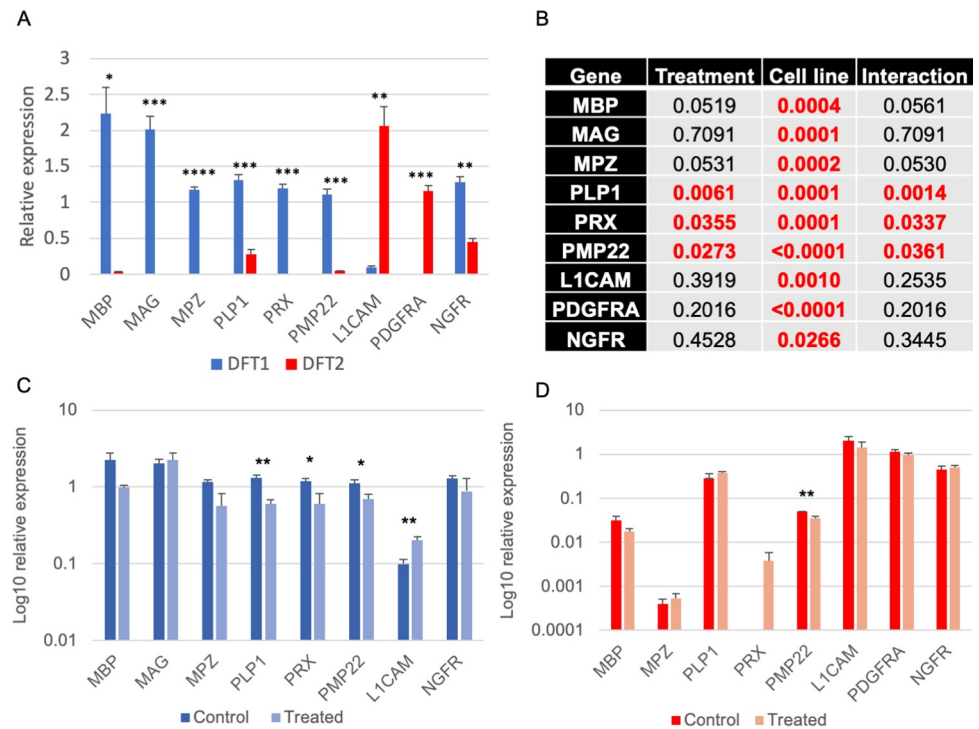 A
3
2.5
2
1.5
1
0.5
0
Relative expression
*
***
****
***
***
***
**
***
**
MBP
MAG
MPZ
PLP1
PRX
PMP22
L1CAM
PDGFRA
NGFR
DFT1 DFT2
B
Gene Treatment Cell line Interaction
MBP 0.0519 0.0004 0.0561
MAG 0.7091 0.0001 0.7091
MPZ 0.0531 0.0002 0.0530
PLP1 0.0061 0.0001 0.0014
PRX 0.0355 0.0001 0.0337
PMP22 0.0273 <0.0001 0.0361
L1CAM 0.3919 0.0010 0.2535
PDGFRA 0.2016 <0.0001 0.2016
NGFR 0.4528 0.0266 0.3445
C
10
1
0.1
0.01
Log10 relative expression
**
*
*
**
MBP
MAG
MPZ
PLP1
PRX
PMP22
L1CAM
NGFR
Control Treated
D
10
1
0.1
0.01
0.001
0.0001
Log10 relative expression
**
MBP
MPZ
PLP1
PRX
PMP22
L1CAM
PDGFRA
NGFR
Control Treated